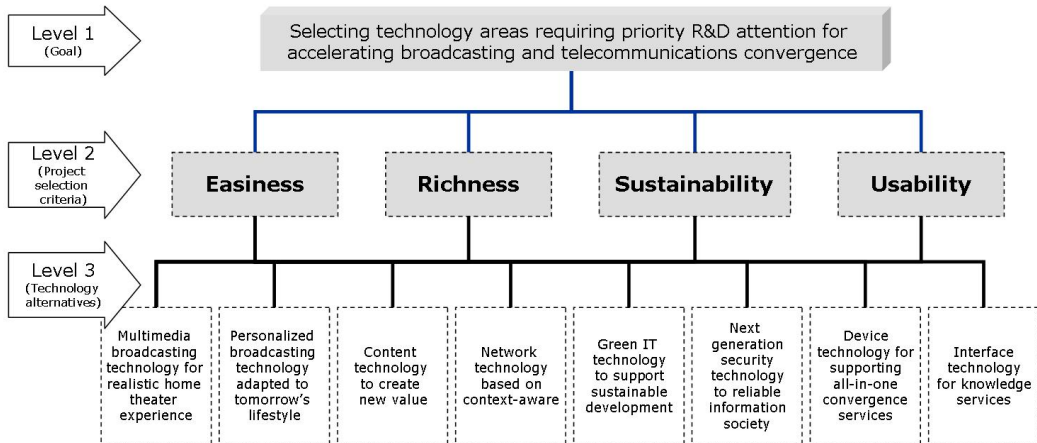 Level 1
(Goal)
Selecting technology areas requiring priority R&D attention for
accelerating broadcasting and telecommunications convergence
Level 2
(Project
selection
criteria)
Easiness
Richness
Sustainability
Usability
Level 3
(Technology
alternatives)
Multimedia
broadcasting
technology for
realistic home
theater
experience
Personalized
broadcasting
technology
adapted to
tomorrow's
lifestyle
Content
technology
to create
new value
Network
technology
based on
context-aware
Green IT
technology
to support
sustainable
development
Next
generation
security
technology
to reliable
information
society
Device
technology for
supporting
all-in-one
convergence
services
Interface
technology
for knowledge
services